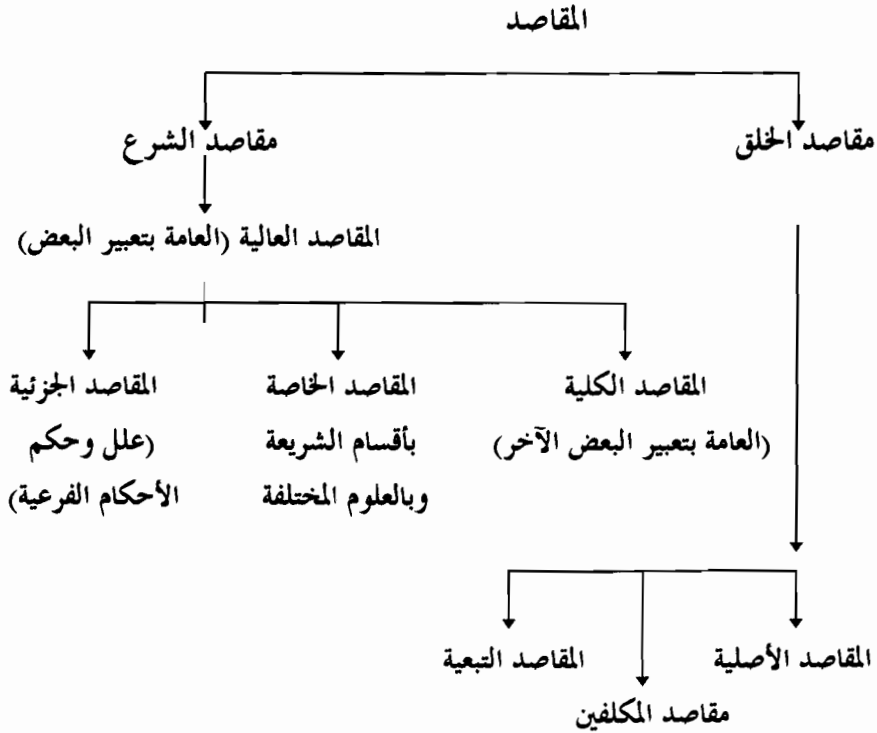 المقاصد
مقاصد الخلق
مقاصد الشرع
المقاصد العالية (العامة بتعبير البعض)
المقاصد الكلية
(العامة بتعبير البعض الآخر)
المقاصد الخاصة
بأقسام الشريعة
وبالعلوم المختلفة
المقاصد الجزئية
(علل وحكم
الأحكام الفرعية)
المقاصد الأصلية
مقاصد المكلفين
المقاصد التبعية